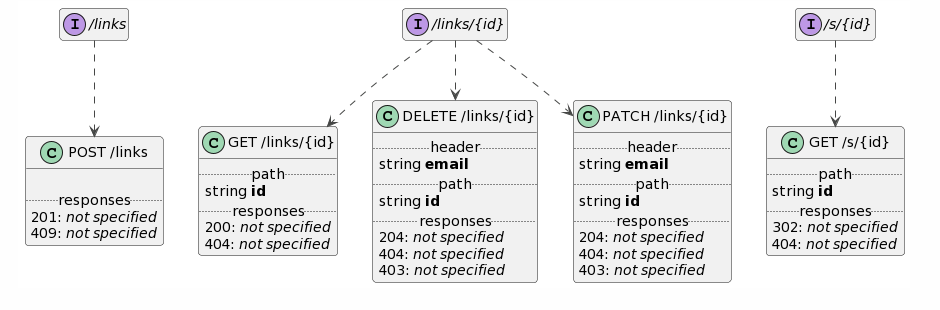 I /links
I /links/{id}
I /s/{id}
C POST /links
responses
201: not specified
409: not specified
C GET /links/{id}
path
string id
responses
200: not specified
404: not specified
C DELETE /links/{id}
header
string email
path
string id
responses
204: not specified
404: not specified
403: not specified
C PATCH /links/{id}
header
string email
path
string id
responses
204: not specified
404: not specified
403: not specified
C GET /s/{id}
path
string id
responses
302: not specified
404: not specified